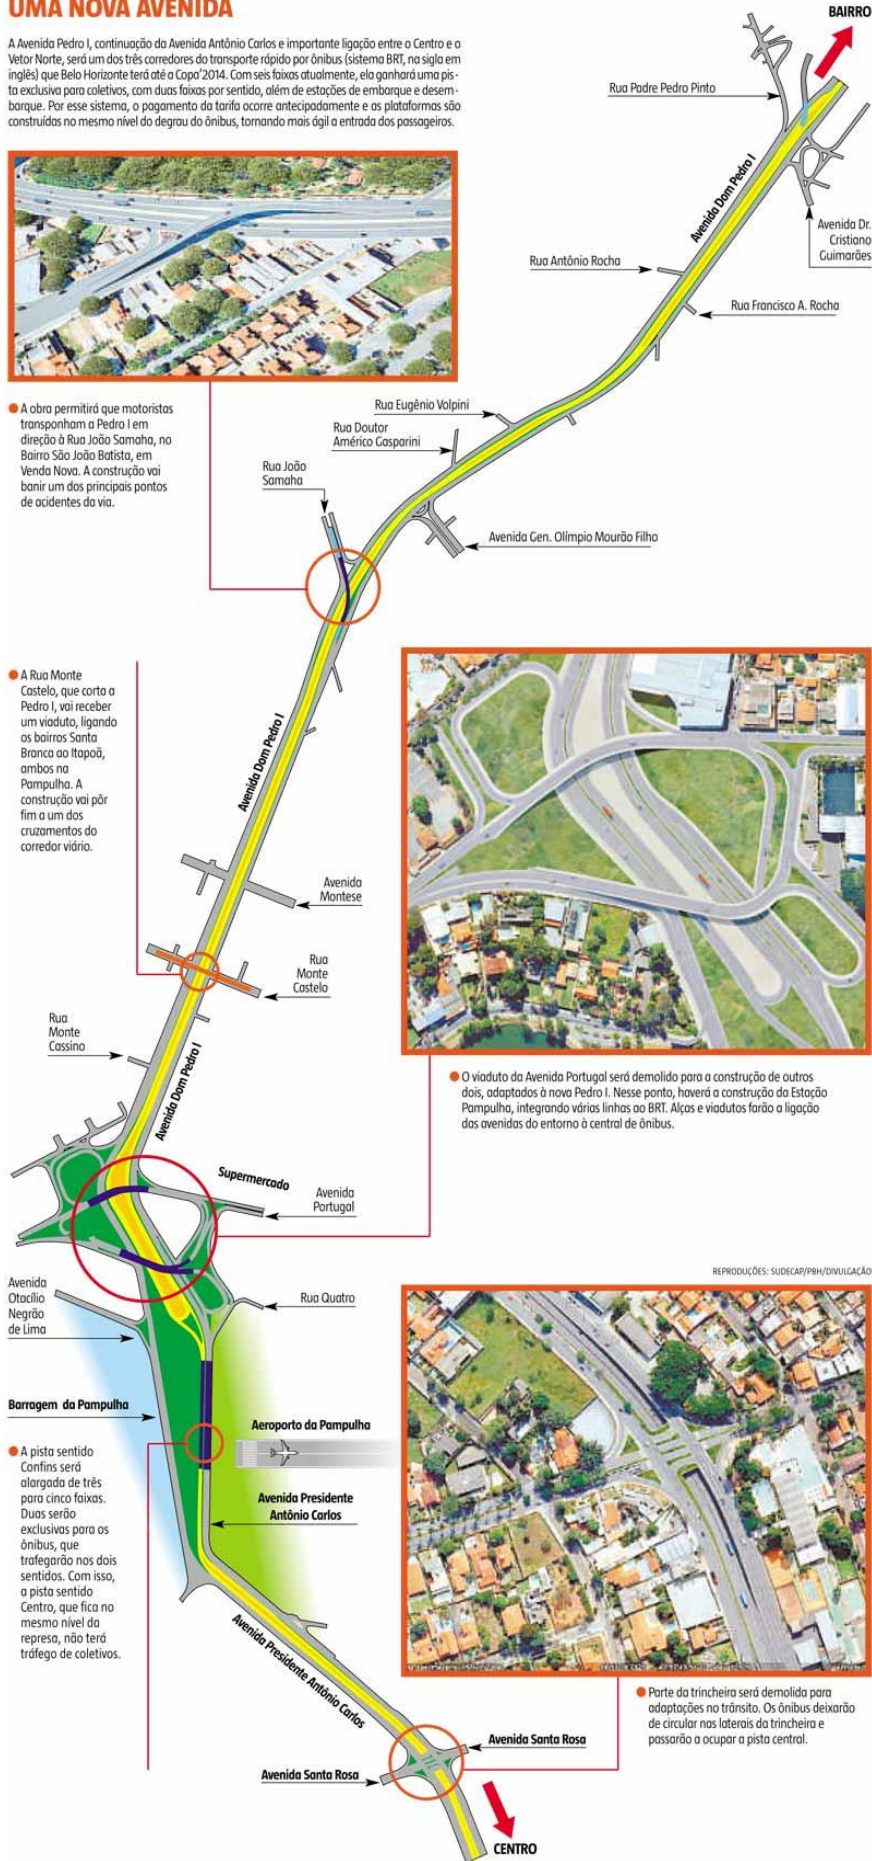 UMA NOVA AVENIDA
A Avenida Pedro I, continuação da Avenida Antônio Carlos e importante ligação entre o Centro e o
Vetor Norte, será um dos três corredores do transporte rápido por ônibus (sistema BRT, na sigla em
inglês) que Belo Horizonte terá até a Copa'2014. Com seis faixas atualmente, ela ganhará uma pis-
ta exclusiva para coletivos, com duas faixas por sentido, além de estações de embarque e desem-
barque. Por esse sistema, o pagamento da tarifa ocorre antecipadamente e as plataformas são
construídas no mesmo nível do degrau do ônibus, tornando mais ágil a entrada dos passageiros.
BAIRRO
Rua Padre Pedro Pinto
Avenida Dom Pedro I
Avenida Dr.
Cristiano
Guimarães
Rua Antônio Rocha
Rua Francisco A. Rocha
A obra permitirá que motoristas
transponham a Pedro I em
direção à Rua João Samaha, no
Bairro São João Batista, em
Venda Nova. A construção vai
banir um dos principais pontos
de acidentes da via.
Rua Eugênio Volpini
Rua Doutor
Américo Gasparini
Rua João
Samaha
Avenida Gen. Olímpio Mourão Filho
A Rua Monte
Castelo, que corta a
Pedro I, vai receber
um viaduto, ligando
os bairros Santa
Branca ao Itapoã,
ambos na
Pampulha. A
construção vai pôr
fim a um dos
cruzamentos do
corredor viário.
Avenida Dom Pedro I
Avenida
Montese
Rua
Monte
Castelo
Rua
Monte
Cassino
Avenida Dom Pedro I
O viaduto da Avenida Portugal será demolido para a construção de outros
dois, adaptados à nova Pedro I. Nesse ponto, haverá a construção da Estação
Pampulha, integrando várias linhas ao BRT. Alças e viadutos farão a ligação
das avenidas do entorno à central de ônibus.
Supermercado
Avenida
Portugal
REPRODUÇÕES: SUDECAP/PBH/DIVULGAÇÃO
Avenida
Otacílio
Negrão
de Lima
Rua Quatro
Barragem da Pampulha
Aeroporto da Pampulha
A pista sentido
Confins será
alargada de três
para cinco faixas.
Duas serão
exclusivas para os
ônibus, que
trafegarão nos dois
sentidos. Com isso,
a pista sentido
Centro, que fica no
mesmo nível da
represa, não terá
tráfego de coletivos.
Avenida Presidente
Antônio Carlos
Avenida Presidente Antônio Carlos
Parte da trincheira será demolida para
adaptações no trânsito. Os ônibus deixarão
de circular nas laterais da trincheira e
passarão a ocupar a pista central.
Avenida Santa Rosa
Avenida Santa Rosa
CENTRO